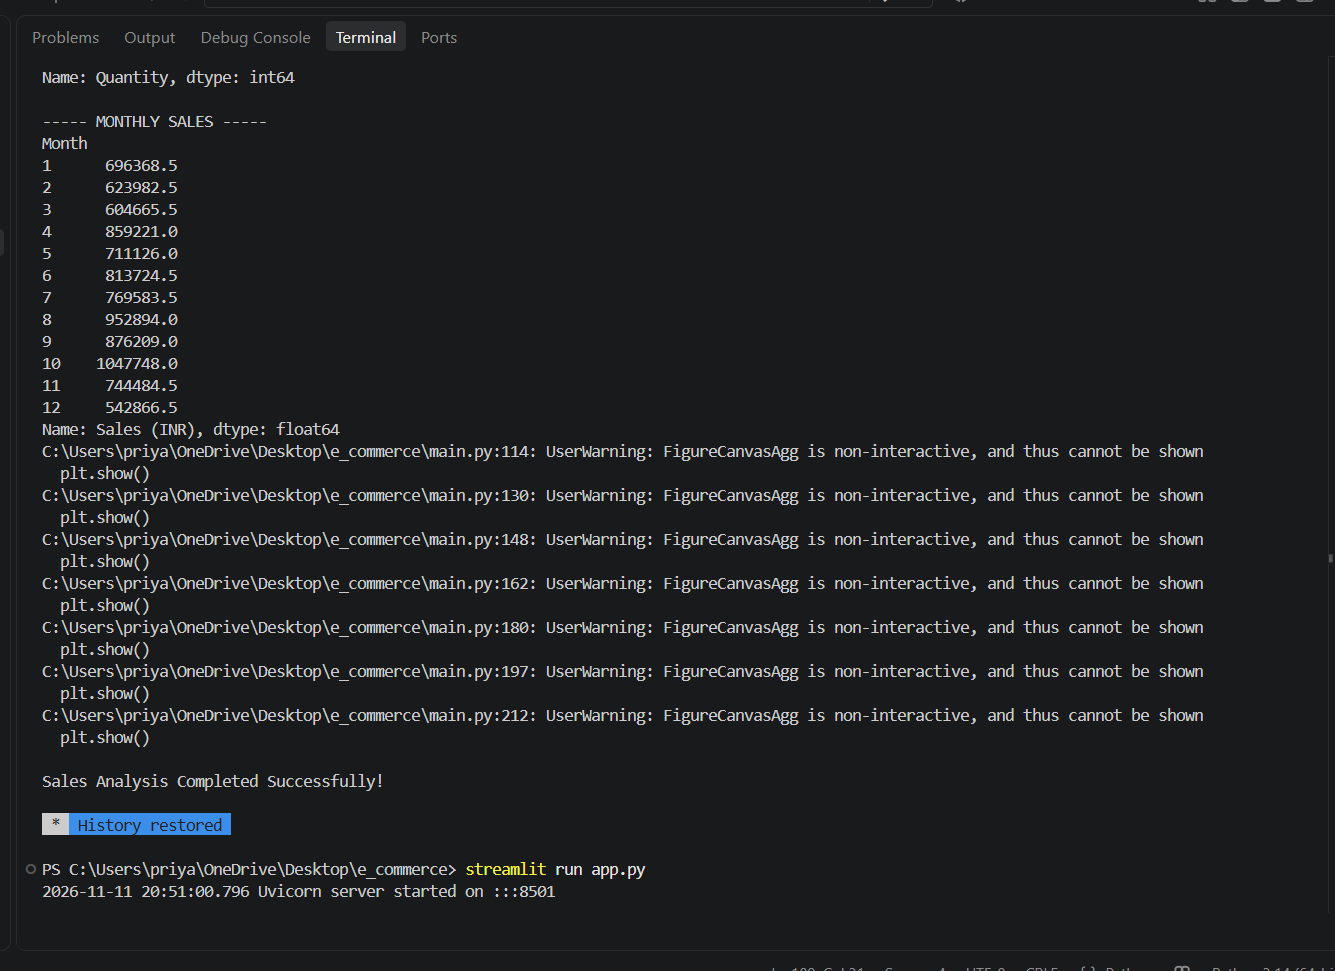 Problems Output Debug Console Terminal Ports
Name: Quantity, dtype: int64
----- MONTHLY SALES -----
Month
1 696368.5
2 623982.5
3 604665.5
4 859221.0
5 711126.0
6 813724.5
7 769583.5
8 952894.0
9 876209.0
10 1047748.0
11 744484.5
12 542866.5
Name: Sales (INR), dtype: float64
C:\Users\priya\OneDrive\Desktop\e_commerce\main.py:114: UserWarning: FigureCanvasAgg is non-interactive, and thus cannot be shown
plt.show()
C:\Users\priya\OneDrive\Desktop\e_commerce\main.py:130: UserWarning: FigureCanvasAgg is non-interactive, and thus cannot be shown
plt.show()
C:\Users\priya\OneDrive\Desktop\e_commerce\main.py:148: UserWarning: FigureCanvasAgg is non-interactive, and thus cannot be shown
plt.show()
C:\Users\priya\OneDrive\Desktop\e_commerce\main.py:162: UserWarning: FigureCanvasAgg is non-interactive, and thus cannot be shown
plt.show()
C:\Users\priya\OneDrive\Desktop\e_commerce\main.py:180: UserWarning: FigureCanvasAgg is non-interactive, and thus cannot be shown
plt.show()
C:\Users\priya\OneDrive\Desktop\e_commerce\main.py:197: UserWarning: FigureCanvasAgg is non-interactive, and thus cannot be shown
plt.show()
C:\Users\priya\OneDrive\Desktop\e_commerce\main.py:212: UserWarning: FigureCanvasAgg is non-interactive, and thus cannot be shown
plt.show()
Sales Analysis Completed Successfully!
* History restored
PS C:\Users\priya\OneDrive\Desktop\e_commerce> streamlit run app.py
2026-11-11 20:51:00.796 Uvicorn server started on :::8501